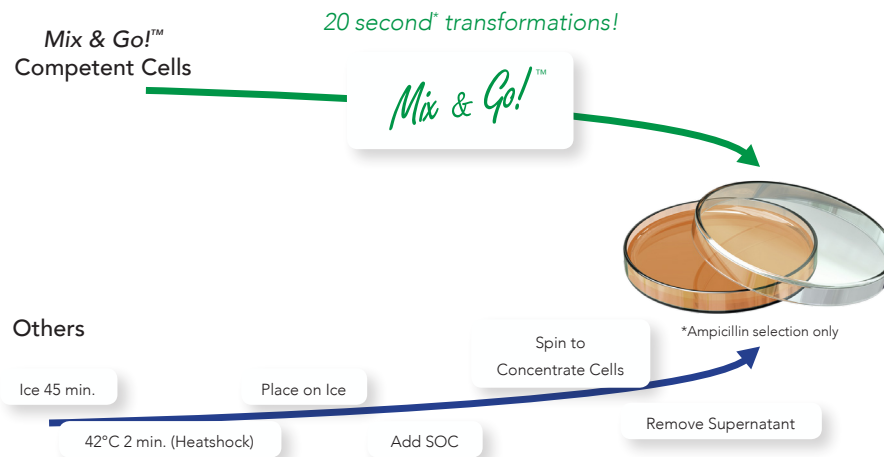 20 second* transformations!
Mix & Go!™
Competent Cells
Mix & Go! ™
*Ampicillin selection only
Others
Spin to
Concentrate Cells
Ice 45 min.
Place on Ice
Remove Supernatant
42°C 2 min. (Heatshock)
Add SOC